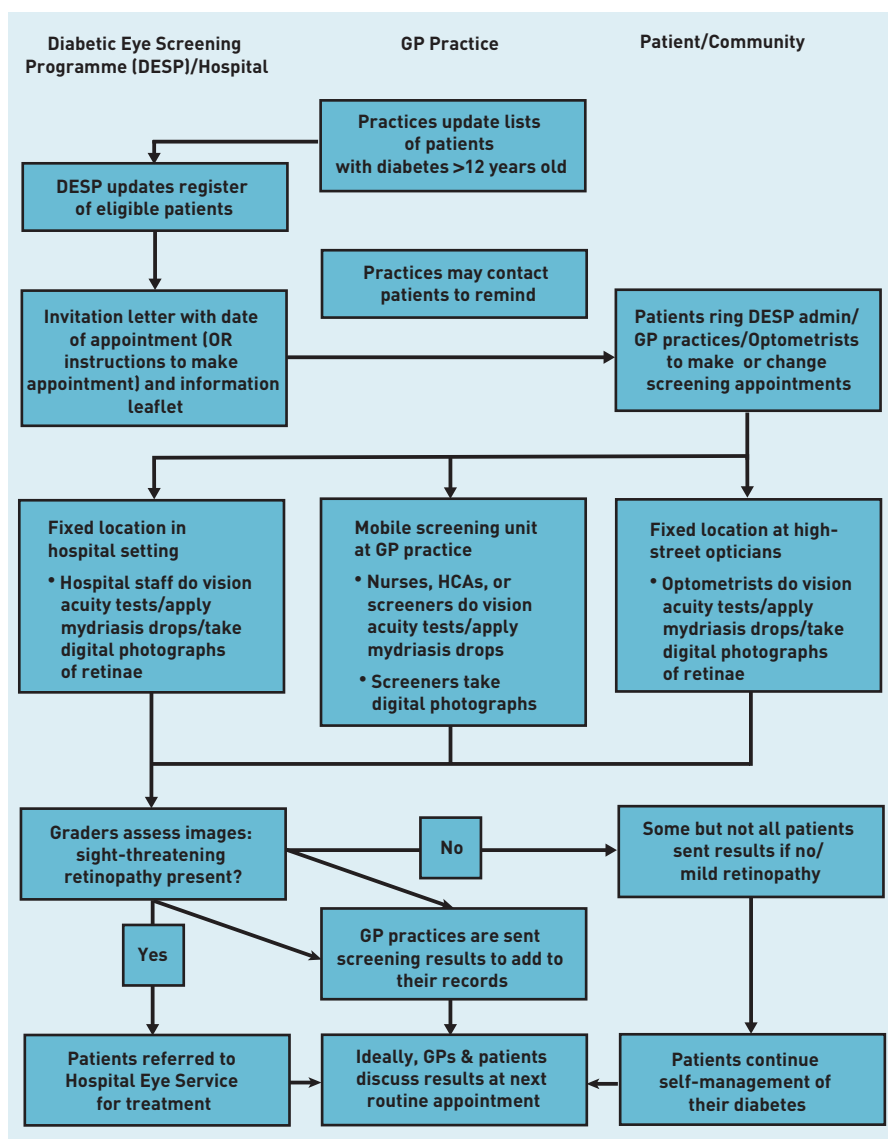 Diabetic Eye Screening
Programme (DESP)/Hospital
GP Practice
Patient/Community
Practices update lists
of patients
with diabetes >12 years old
DESP updates register
of eligible patients
Practices may contact
patients to remind
Invitation letter with date
of appointment (OR
instructions to make
appointment) and information
leaflet
Patients ring DESP admin/
GP practices/Optometrists
to make or change
screening appointments
Fixed location in
hospital setting
• Hospital staff do vision
acuity tests/apply
mydriasis drops/take
digital photographs
of retinae
Mobile screening unit
at GP practice
• Nurses, HCAs, or
screeners do vision
acuity tests/apply
mydriasis drops
• Screeners take
digital photographs
Fixed location at high-
street opticians
• Optometrists do vision
acuity tests/apply
mydriasis drops/take
digital photographs
of retinae
Graders assess images:
sight-threatening
retinopathy present?
No
Some but not all patients
sent results if no/
mild retinopathy
Yes
GP practices are sent
screening results to add to
their records
Patients referred to
Hospital Eye Service
for treatment
Ideally, GPs & patients
discuss results at next
routine appointment
Patients continue
self-management of
their diabetes